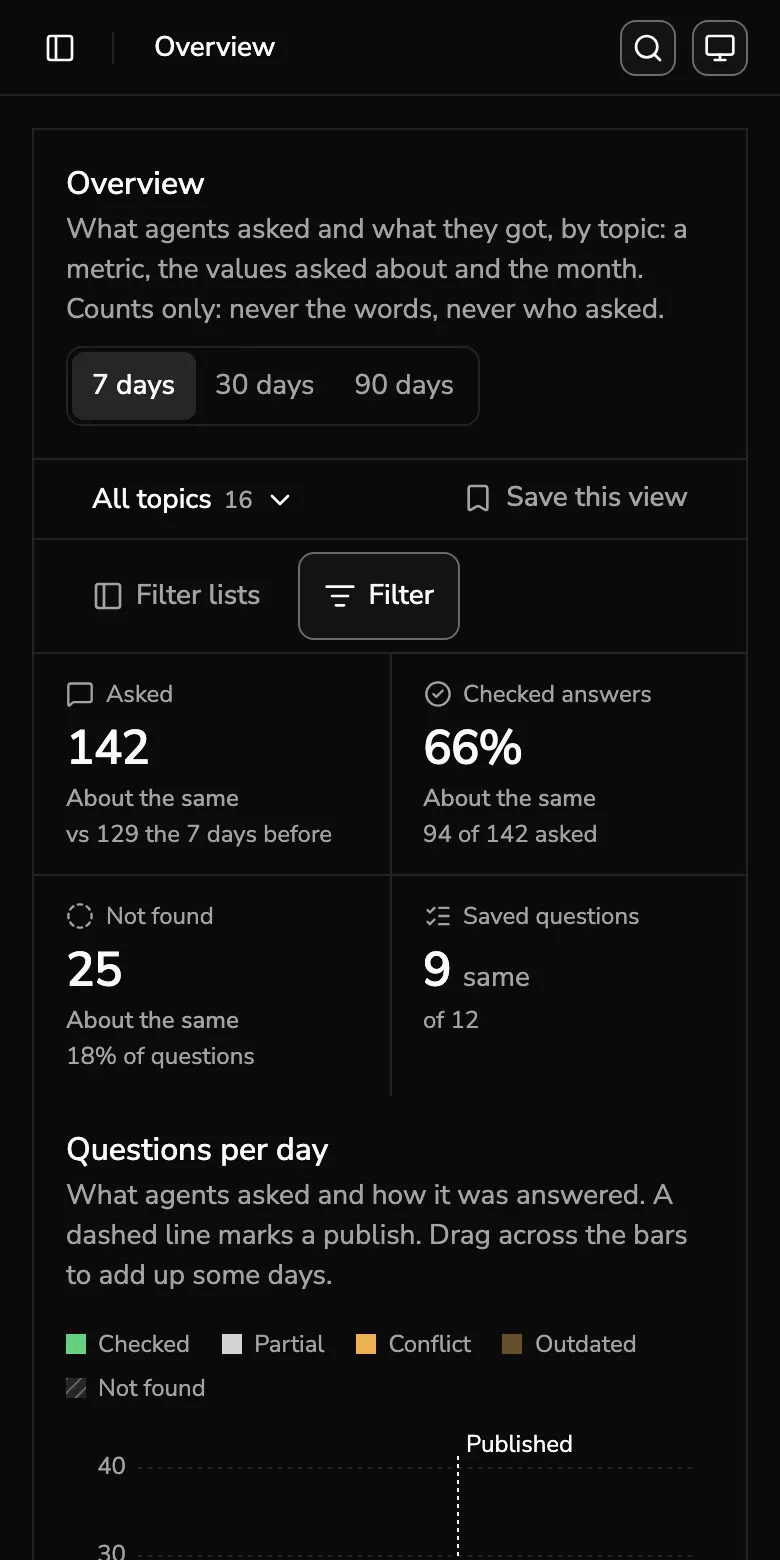 Overview
Overview
What agents asked and what they got, by topic: a
metric, the values asked about and the month.
Counts only: never the words, never who asked.
7 days 30 days 90 days
All topics 16 Save this view
Filter lists Filter
Asked
142
About the same
vs 129 the 7 days before
Checked answers
66%
About the same
94 of 142 asked
Not found
25
About the same
18% of questions
Saved questions
9 same
of 12
Questions per day
What agents asked and how it was answered. A
dashed line marks a publish. Drag across the bars
to add up some days.
Checked Partial Conflict Outdated
Not found
Published
40
30